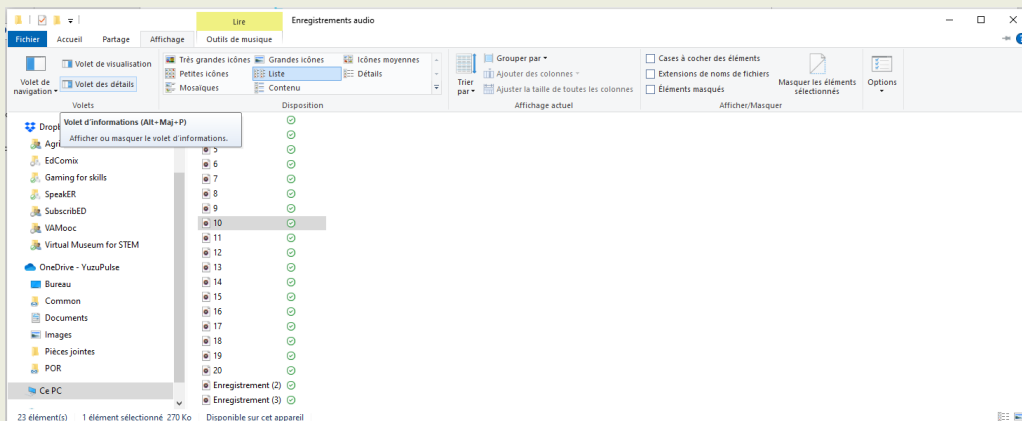 Lire
Enregistrements audio
Fichier
Accueil
Partage
Affichage
Outils de musique
Volet de navigation
Volet de visualisation
Volet des détails
Volets
Très grandes icônes
Grandes icônes
Icônes moyennes
Petites icônes
Liste
Détails
Mosaïques
Contenu
Disposition
Trier par
Grouper par
Ajouter des colonnes
Ajuster la taille de toutes les colonnes
Affichage actuel
Cases à cocher des éléments
Extensions de noms de fichiers
Éléments masqués
Masquer les éléments sélectionnés
Afficher/Masquer
Options
Volet d'informations (Alt+Maj+P)
Afficher ou masquer le volet d'informations.
EdComix
Gaming for skills
SpeakER
SubscribED
VAMooc
Virtual Museum for STEM
OneDrive - YuzuPulse
Bureau
Common
Documents
Images
Pièces jointes
POR
Ce PC
5
6
7
8
9
10
11
12
13
14
15
16
17
18
19
20
Enregistrement (2)
Enregistrement (3)
23 élément(s)
1 élément sélectionné 270 Ko
Disponible sur cet appareil